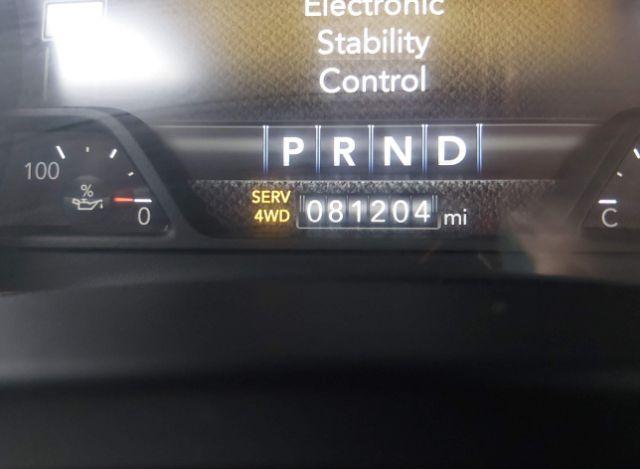 Electronic
Stability
Control
P R N D
100
%
0
SERV
4WD
081204 mi
C